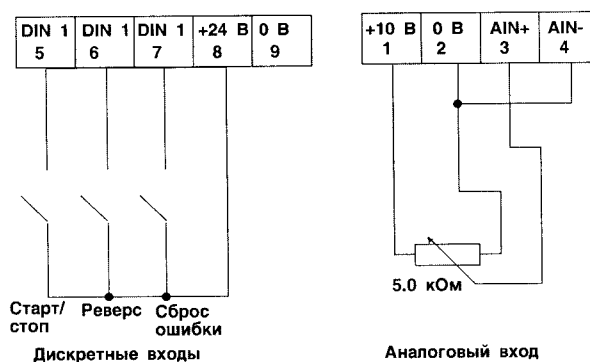 DIN 1 DIN 1 DIN 1 +24 В 0 В
5 6 7 8 9
+10 В 0 В AIN+ AIN-
1 2 3 4
5.0 кОм
Старт/ Реверс Сброс
стоп ошибки
Дискретные входы
Аналоговый вход